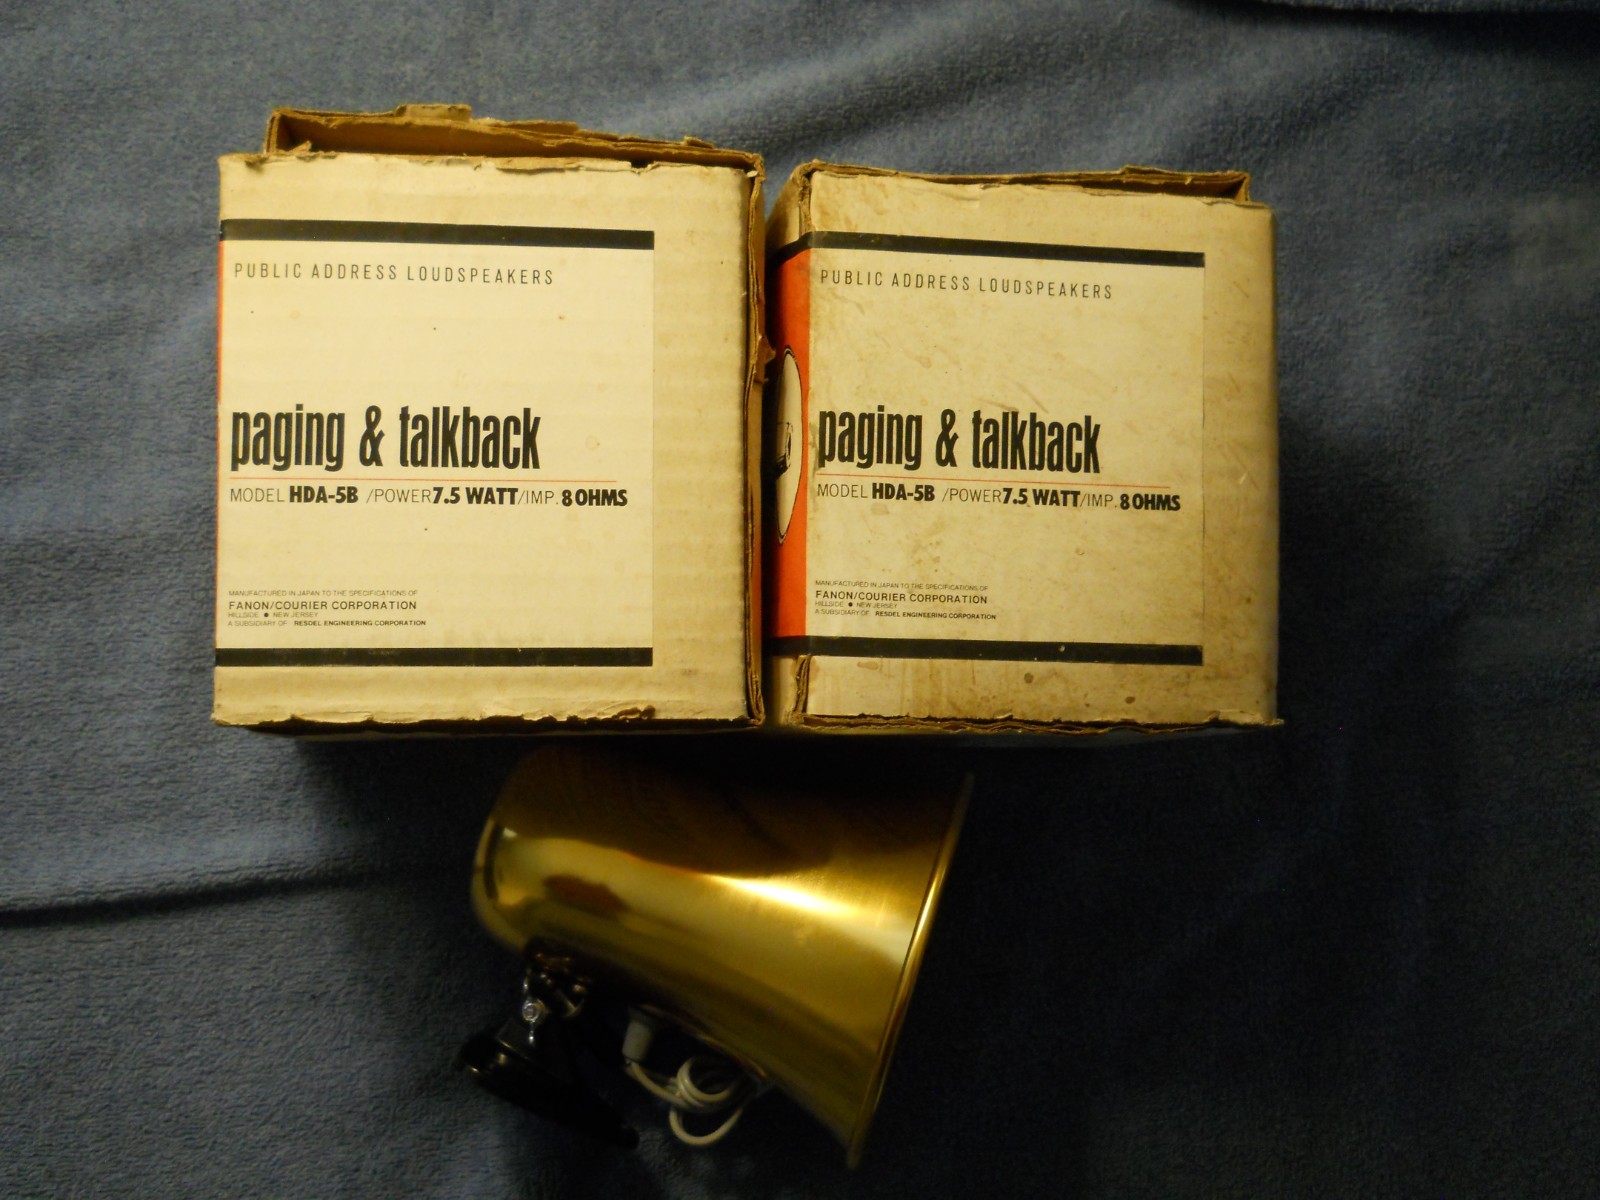 PUBLIC ADDRESS LOUDSPEAKERS
paging & talkback
MODEL HDA-5B /POWER 7.5 WATT/IMP. 8 OHMS
MANUFACTURED IN JAPAN TO THE SPECIFICATIONS OF
FANON/COURIER CORPORATION
HILLSIDE ● NEW JERSEY
A SUBSIDIARY OF RESDEL ENGINEERING CORPORATION
PUBLIC ADDRESS LOUDSPEAKERS
paging & talkback
MODEL HDA-5B /POWER 7.5 WATT/IMP. 8 OHMS
MANUFACTURED IN JAPAN TO THE SPECIFICATIONS OF
FANON/COURIER CORPORATION
HILLSIDE ● NEW JERSEY
A SUBSIDIARY OF RESDEL ENGINEERING CORPORATION